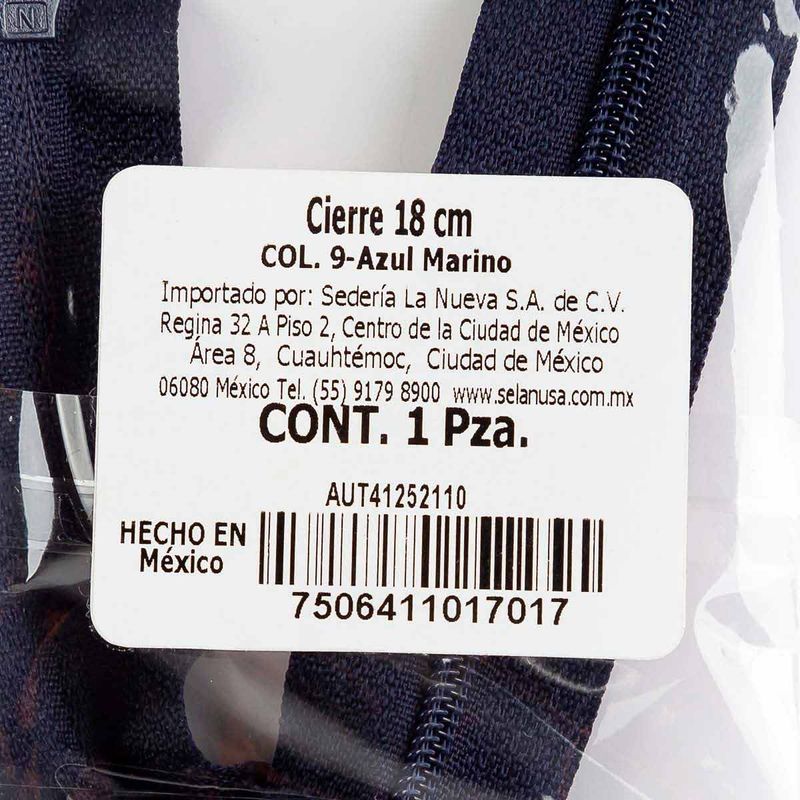 N
Cierre 18 cm
COL. 9-Azul Marino
Importado por: Sedería La Nueva S.A. de C.V.
Regina 32 A Piso 2, Centro de la Ciudad de México
Área 8, Cuauhtémoc, Ciudad de México
06080 México Tel. (55) 9179 8900 www.selanusa.com.mx
CONT. 1 Pza.
AUT41252110
HECHO EN
México
7506411017017